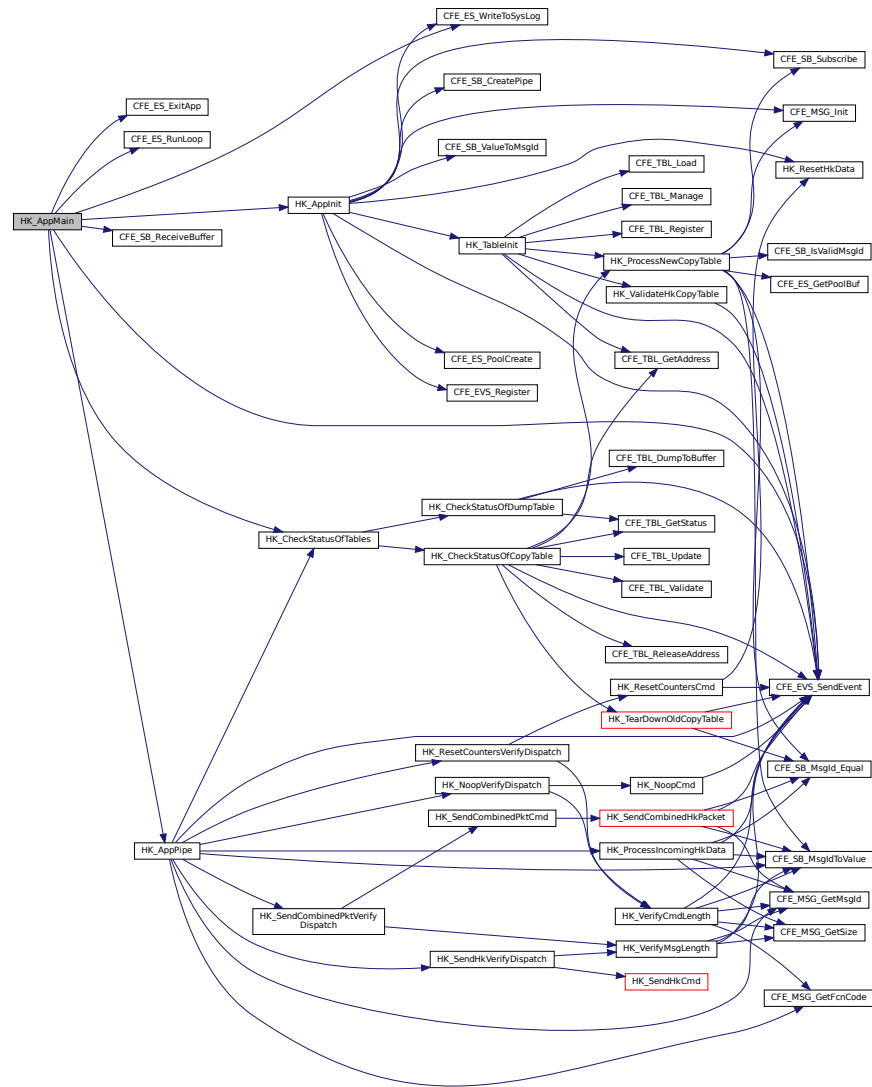 CFE_ES_WriteToSysLog
CFE_SB_Subscribe
CFE_SB_CreatePipe
CFE_ES_ExitApp
CFE_MSG_Init
CFE_ES_RunLoop
CFE_SB_ValueToMsgId
CFE_TBL_Load
HK_ResetHkData
CFE_TBL_Manage
HK_AppInit
HK_AppMain
CFE_TBL_Register
CFE_SB_ReceiveBuffer
HK_TableInit
CFE_SB_IsValidMsgId
HK_ProcessNewCopyTable
CFE_ES_GetPoolBuf
HK_ValidateHkCopyTable
CFE_ES_PoolCreate
CFE_TBL_GetAddress
CFE_EVS_Register
CFE_TBL_DumpToBuffer
HK_CheckStatusOfDumpTable
CFE_TBL_GetStatus
HK_CheckStatusOfTables
HK_CheckStatusOfCopyTable
CFE_TBL_Update
CFE_TBL_Validate
CFE_TBL_ReleaseAddress
HK_ResetCountersCmd
CFE_EVS_SendEvent
HK_TearDownOldCopyTable
HK_ResetCountersVerifyDispatch
CFE_SB_MsgId_Equal
HK_NoopVerifyDispatch
HK_NoopCmd
HK_SendCombinedPktCmd
HK_SendCombinedHkPacket
HK_AppPipe
HK_ProcessIncomingHkData
CFE_SB_MsgIdToValue
CFE_MSG_GetMsgId
HK_SendCombinedPktVerify
Dispatch
HK_VerifyCmdLength
CFE_MSG_GetSize
HK_VerifyMsgLength
HK_SendHkVerifyDispatch
HK_SendHkCmd
CFE_MSG_GetFcnCode